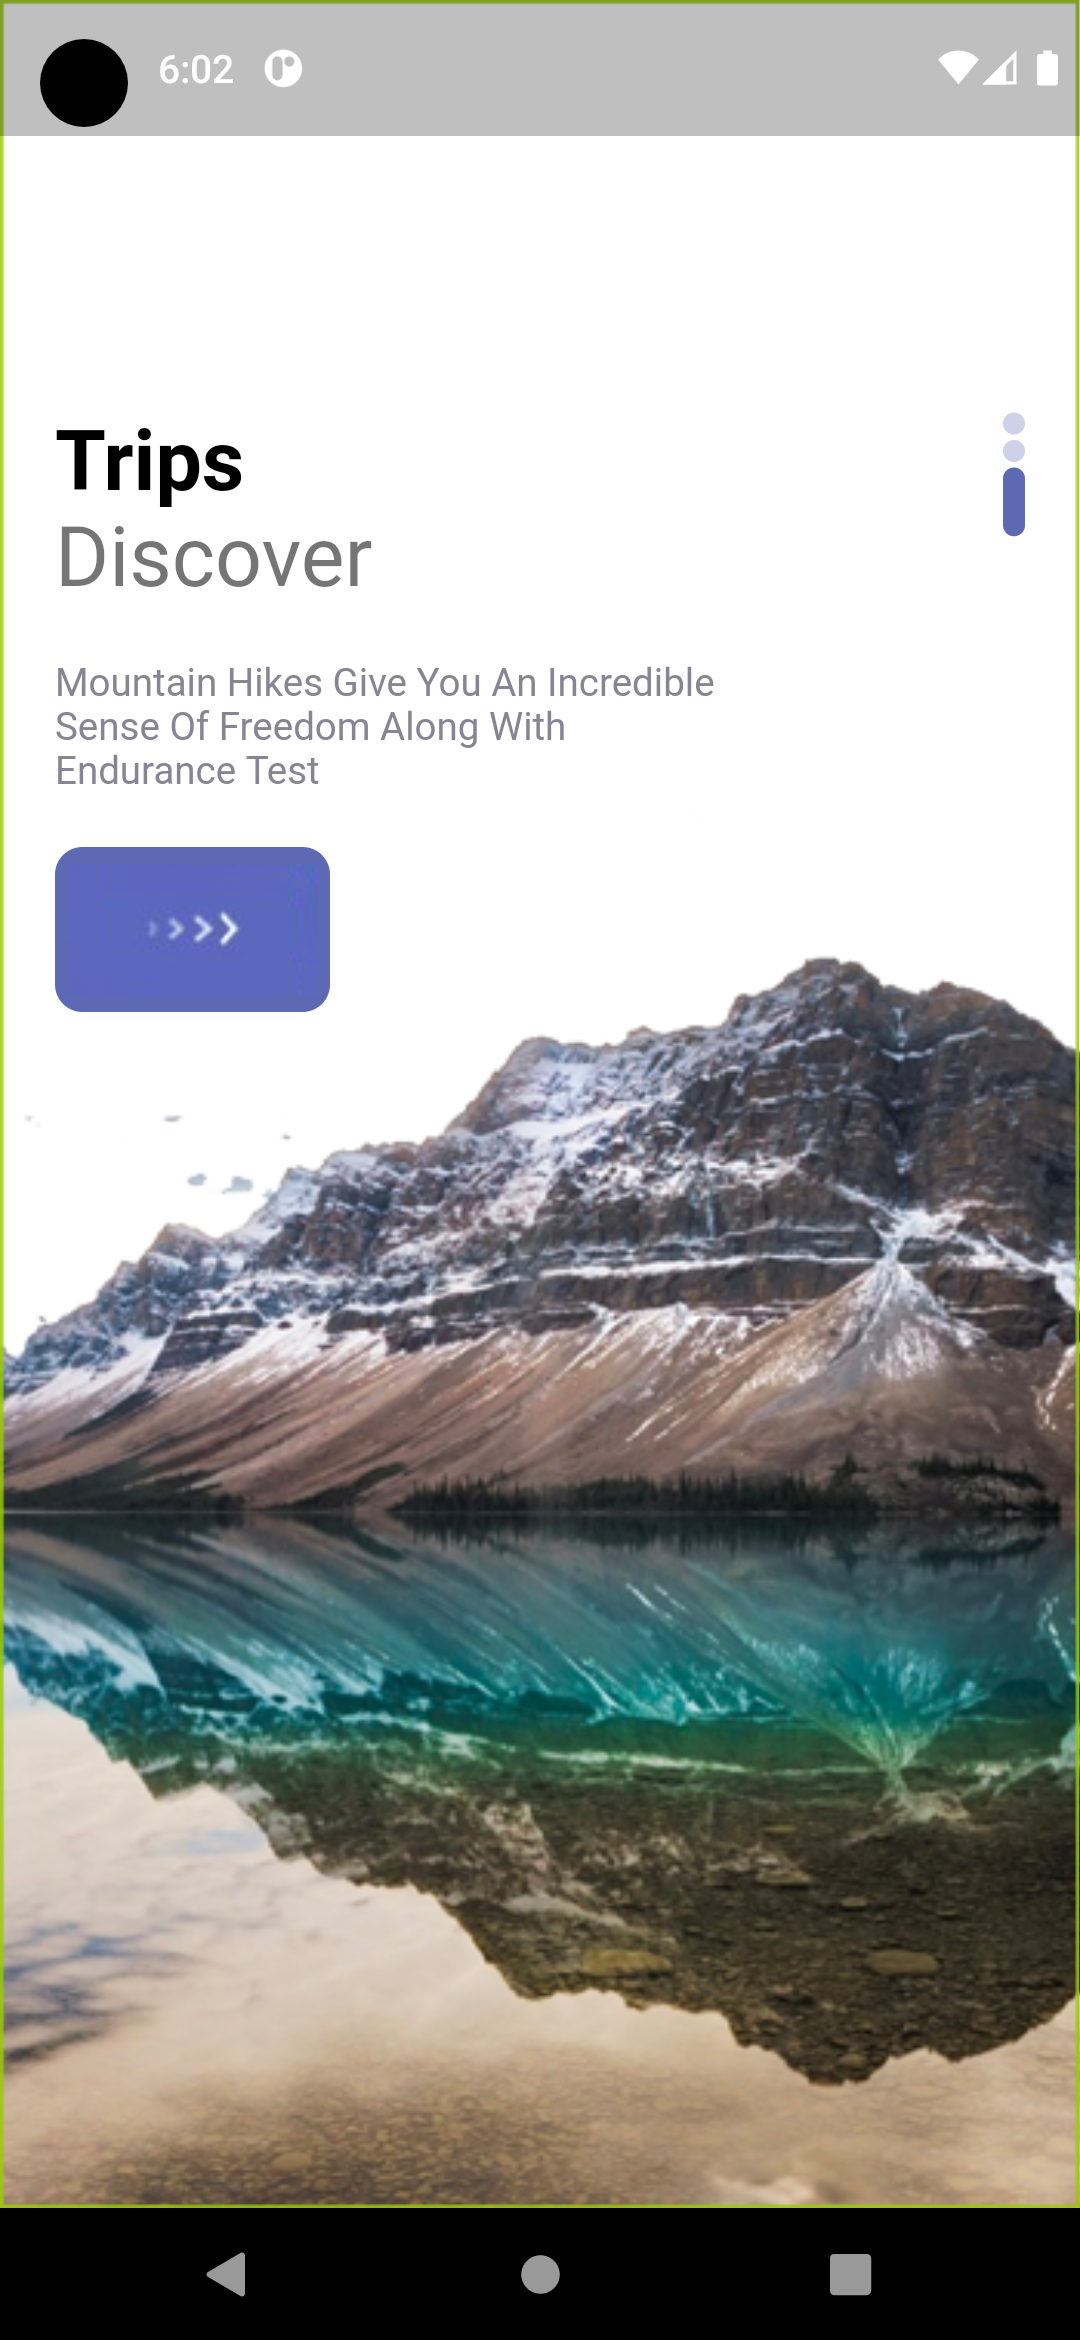 6:02
Trips
Discover
Mountain Hikes Give You An Incredible
Sense Of Freedom Along With
Endurance Test